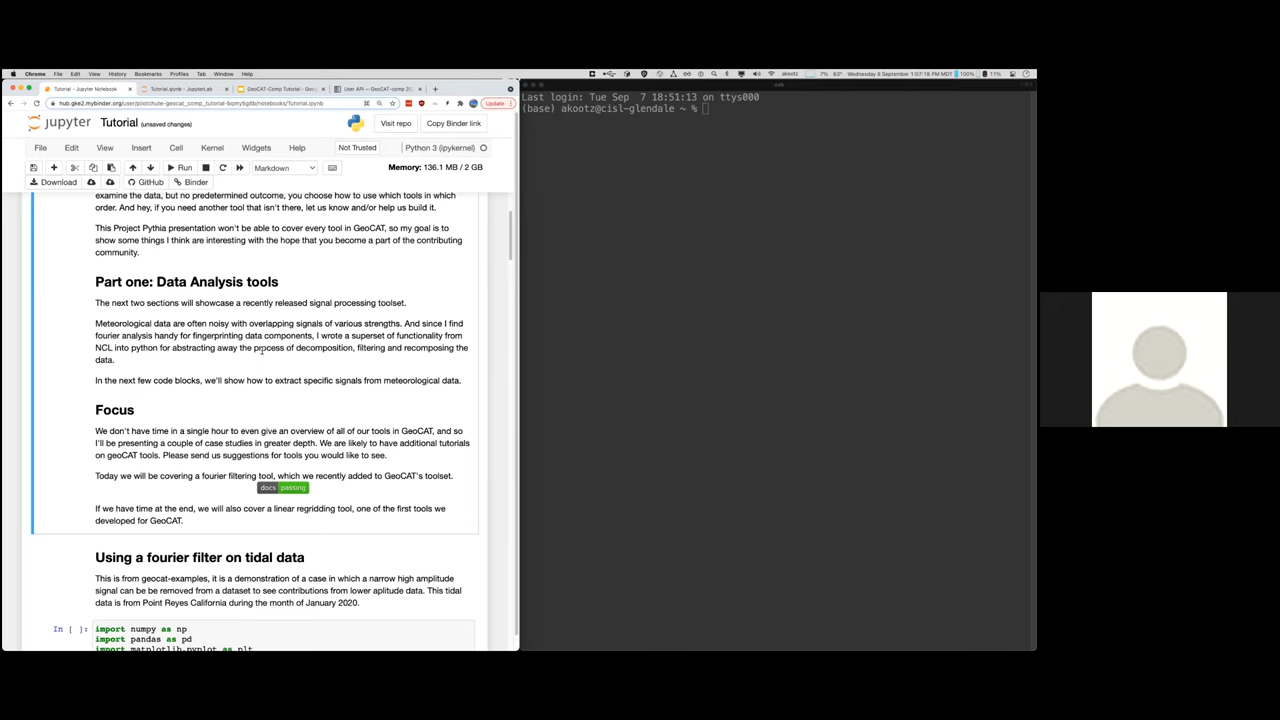 Chrome File Edit View History Bookmarks Profiles Tab Window Help
akootz
Wednesday 8 September 1:07:18 PM MDT
Tutorial - Jupyter Notebook
Tutorial.ipynb - JupyterLab
GeoCAT-Comp Tutorial - Goog
User API — GeoCAT-comp 202
Update
jupyter Tutorial (unsaved changes)
Visit repo
Copy Binder link
File Edit View Insert Cell Kernel Widgets Help
Not Trusted
Python 3 (ipykernel)
Run
Markdown
Memory: 136.1 MB / 2 GB
Download GitHub Binder
examine the data, but no predetermined outcome, you choose how to use which tools in which
order. And hey, if you need another tool that isn't there, let us know and/or help us build it.
This Project Pythia presentation won't be able to cover every tool in GeoCAT, so my goal is to
show some things I think are interesting with the hope that you become a part of the contributing
community.
Part one: Data Analysis tools
The next two sections will showcase a recently released signal processing toolset.
Meteorological data are often noisy with overlapping signals of various strengths. And since I find
fourier analysis handy for fingerprinting data components, I wrote a superset of functionality from
NCL into python for abstracting away the process of decomposition, filtering and recomposing the
data.
In the next few code blocks, we'll show how to extract specific signals from meteorological data.
Focus
We don't have time in a single hour to even give an overview of all of our tools in GeoCAT, and so
I'll be presenting a couple of case studies in greater depth. We are likely to have additional tutorials
on geoCAT tools. Please send us suggestions for tools you would like to see.
Today we will be covering a fourier filtering tool, which we recently added to GeoCAT's toolset.
docs passing
If we have time at the end, we will also cover a linear regridding tool, one of the first tools we
developed for GeoCAT.
Using a fourier filter on tidal data
This is from geocat-examples, it is a demonstration of a case in which a narrow high amplitude
signal can be be removed from a dataset to see contributions from lower aplitude data. This tidal
data is from Point Reyes California during the month of January 2020.
In [ ]: import numpy as np
import pandas as pd
import matplotlib.pyplot as plt
Last login: Tue Sep  7 18:51:13 on ttys000
(base) akootz@cisl-glendale ~ %